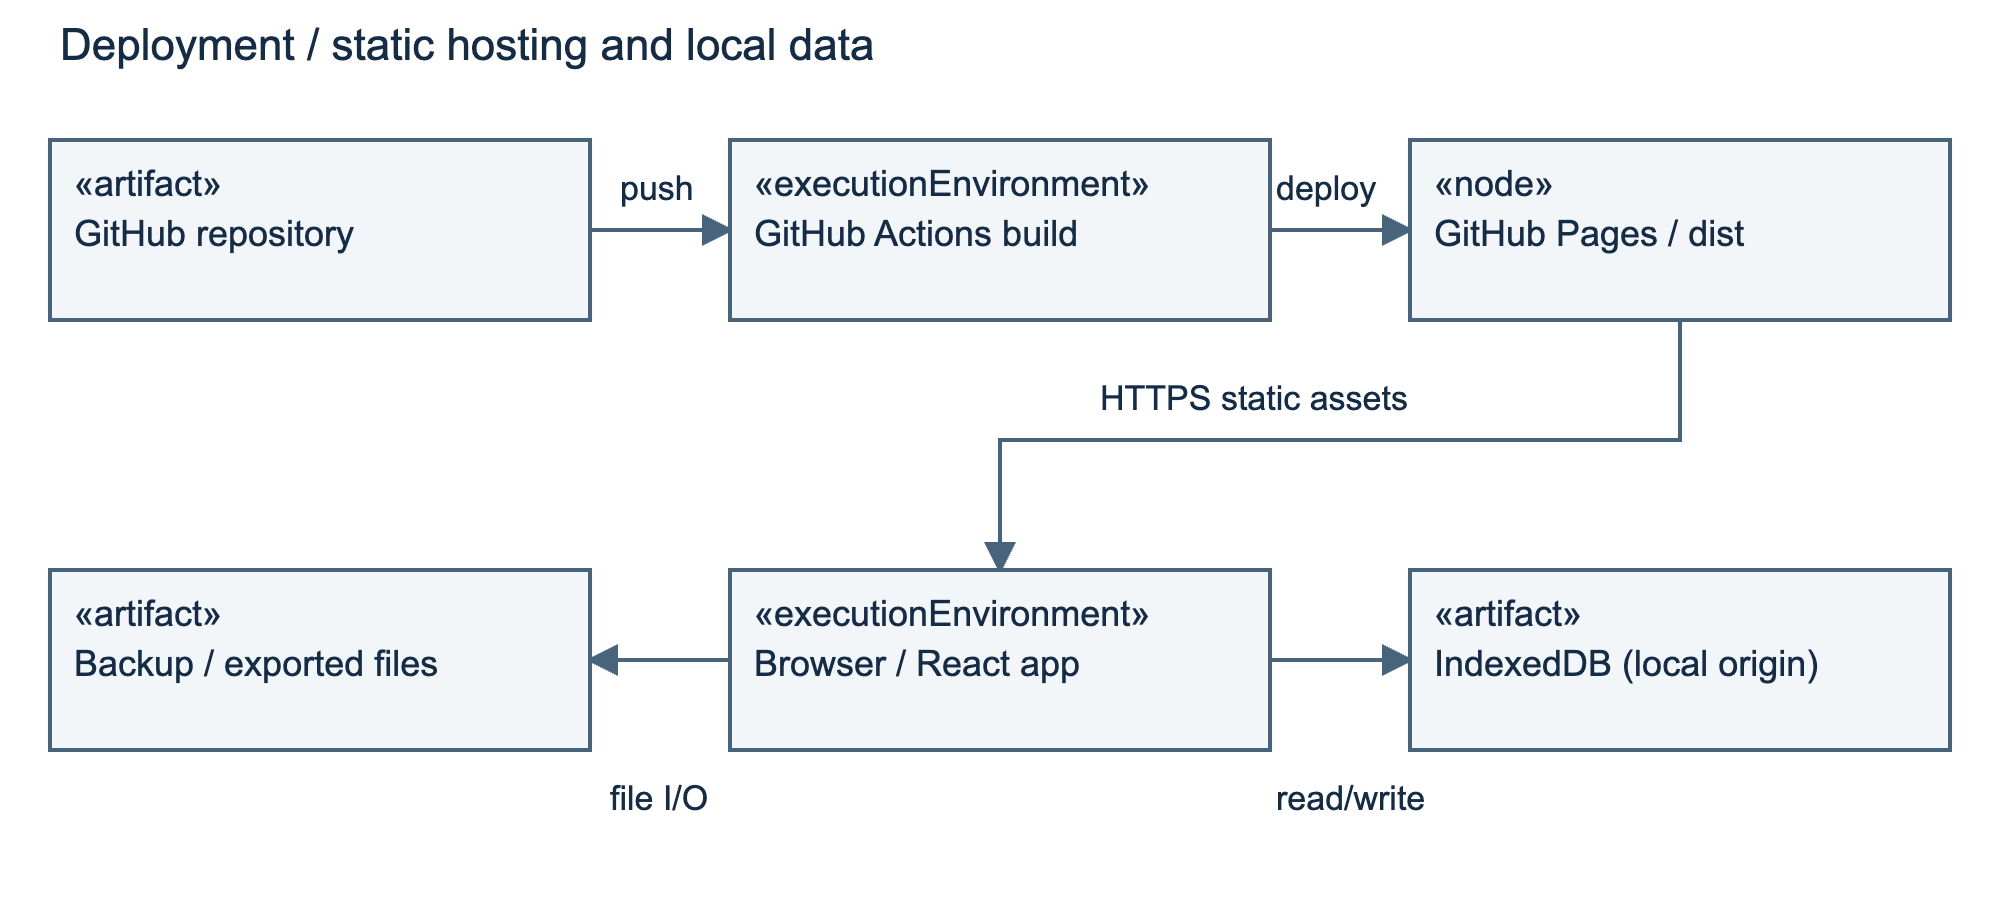 Deployment / static hosting and local data
«artifact»
GitHub repository
push
«executionEnvironment»
GitHub Actions build
deploy
«node»
GitHub Pages / dist
HTTPS static assets
«artifact»
Backup / exported files
«executionEnvironment»
Browser / React app
«artifact»
IndexedDB (local origin)
file I/O
read/write